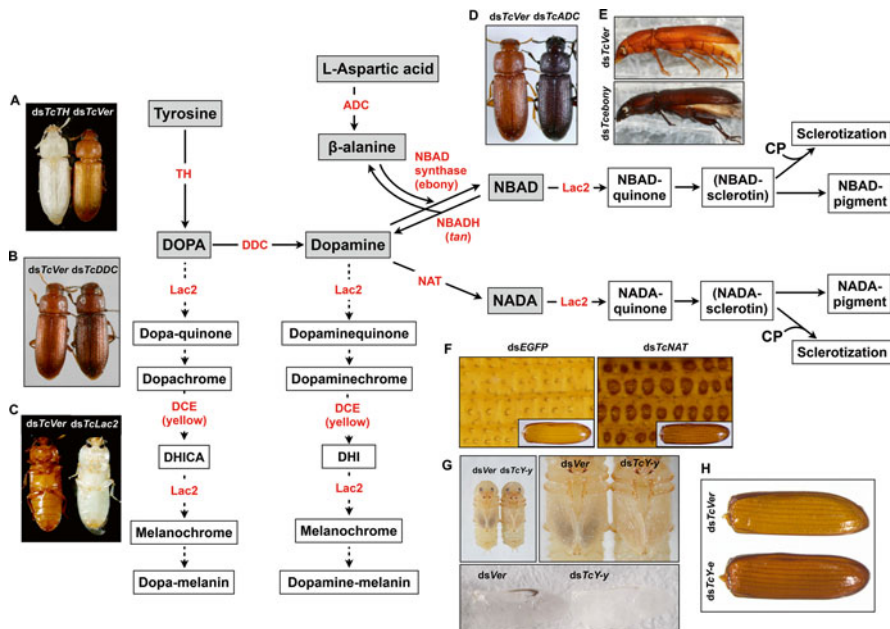 A
dsTcTH dsTcVer
B
dsTcVer dsTcDDC
C
dsTcVer dsTcLac2
Tyrosine
TH
DOPA
DDC
Lac2
Dopa-quinone
Dopachrome
DCE
(yellow)
DHICA
Lac2
Melanochrome
Dopa-melanin
L-Aspartic acid
ADC
β-alanine
NBAD
synthase
(ebony)
NBADH
(tan)
Dopamine
Lac2
Dopaminequinone
Dopaminechrome
DCE
(yellow)
DHI
Lac2
Melanochrome
Dopamine-melanin
NAT
D
dsTcVer dsTcADC
E
dsTcVer
dsTcebony
NBAD
Lac2
NBAD-
quinone
(NBAD-
sclerotin)
CP
Sclerotization
NBAD-
pigment
NADA
Lac2
NADA-
quinone
(NADA-
sclerotin)
NADA-
pigment
CP
Sclerotization
F
dsEGFP
dsTcNAT
G
dsVer dsTcY-y
dsVer
dsTcY-y
dsVer
dsTcY-y
H
dsTcVer
dsTcY-e